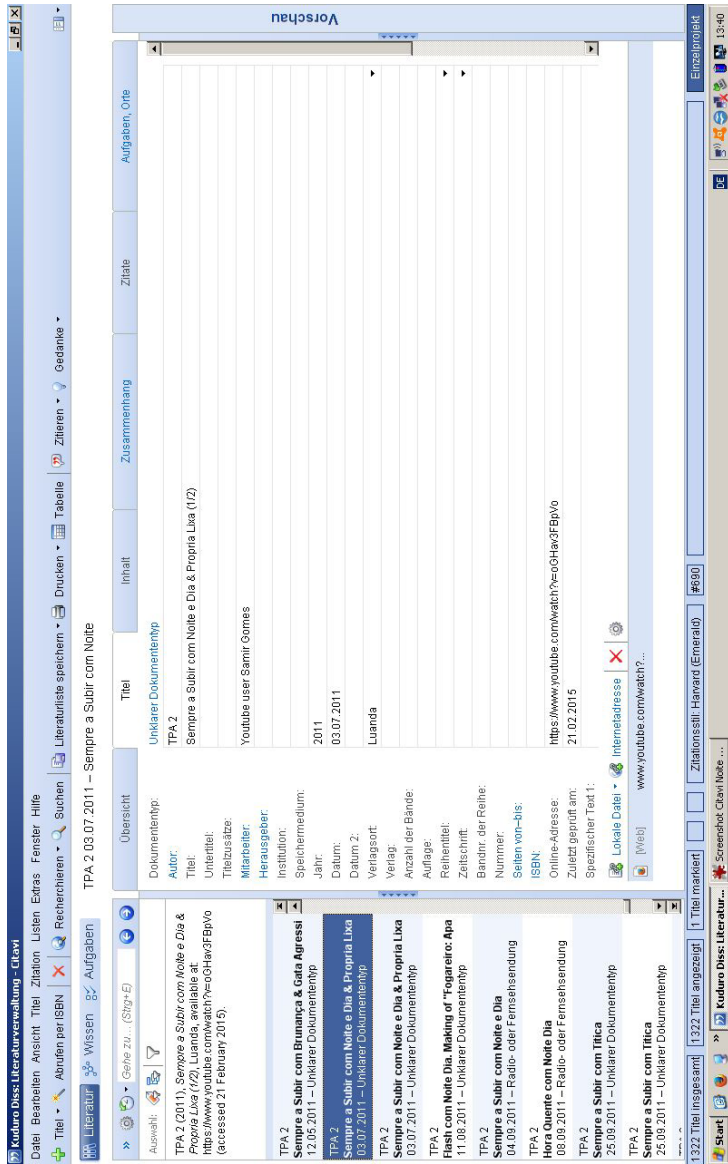 Kuduro Diss: Literaturverwaltung - Citavi
Datei Bearbeiten Ansicht Titel Zitation Listen Extras Fenster Hilfe
Titel Abrufen per ISBN Recherchieren Suchen Literaturliste speichern Drucken Tabelle Zitieren Gedanke
Literatur Wissen Aufgaben TPA 2 03.07.2011 – Sempre a Subir com Noite
» Gehe zu... (Strg+E)
Auswahl:
TPA 2 (2011), Sempre a Subir com Noite e Dia &
Propria Lixa (1/2), Luanda, available at:
https://www.youtube.com/watch?v=oGHav3FBpVo
(accessed 21 February 2015).
TPA 2
Sempre a Subir com Brunança & Gata Agressi
12.05.2011 – Unklarer Dokumententyp
TPA 2
Sempre a Subir com Noite e Dia & Propria Lixa
03.07.2011 – Unklarer Dokumententyp
TPA 2
Sempre a Subir com Noite e Dia & Propria Lixa
03.07.2011 – Unklarer Dokumententyp
TPA 2
Flash com Noite Dia. Making of "Fogareiro: Apa
11.08.2011 – Unklarer Dokumententyp
TPA 2
Sempre a Subir com Noite e Dia
04.09.2011 – Radio- oder Fernsehsendung
TPA 2
Hora Quente com Noite Dia
08.09.2011 – Radio- oder Fernsehsendung
TPA 2
Sempre a Subir com Titica
25.09.2011 – Unklarer Dokumententyp
TPA 2
Sempre a Subir com Titica
25.09.2011 – Unklarer Dokumententyp
Übersicht Titel Inhalt Zusammenhang Zitate Aufgaben, Orte
Dokumententyp: Unklarer Dokumententyp
Autor: TPA 2
Titel: Sempre a Subir com Noite e Dia & Propria Lixa (1/2)
Untertitel:
Titelzusätze:
Mitarbeiter: Youtube user Samir Gomes
Herausgeber:
Institution:
Speichermedium:
Jahr: 2011
Datum: 03.07.2011
Datum 2:
Verlagsort: Luanda
Verlag:
Anzahl der Bände:
Auflage:
Reihentitel:
Zeitschrift:
Bandnr. der Reihe:
Nummer:
Seiten von–bis:
ISBN:
Online-Adresse: https://www.youtube.com/watch?v=oGHav3FBpVo
Zuletzt geprüft am: 21.02.2015
Spezifischer Text 1:
Lokale Datei Internetadresse
[Web] www.youtube.com/watch?...
Vorschau
1322 Titel insgesamt 1322 Titel angezeigt 1 Titel markiert Zitationsstil: Harvard (Emerald) #690 Einzelprojekt
Start » Kuduro Diss: Literatur... Screenshot Citavi Noite ... DE 13:40